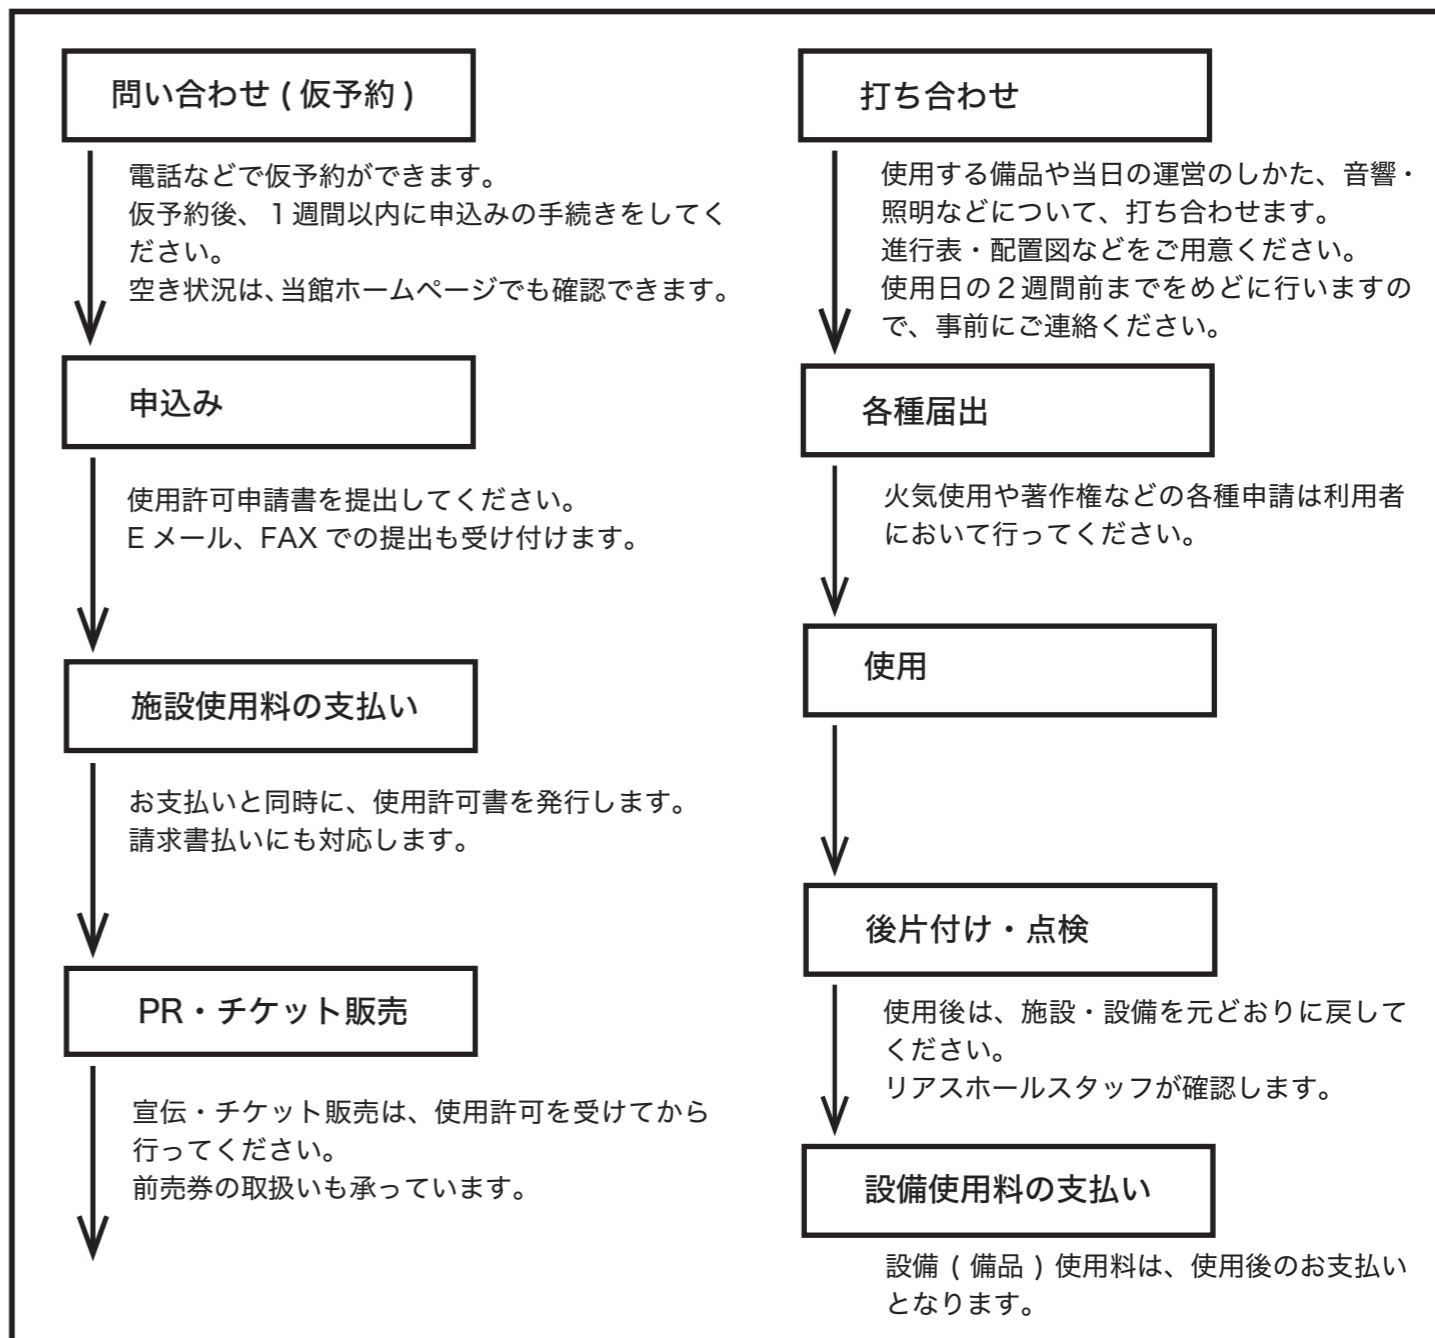 問い合わせ ( 仮予約 )
電話などで仮予約ができます。
仮予約後、１週間以内に申込みの手続きをしてく
ださい。
空き状況は、当館ホームページでも確認できます。
申込み
使用許可申請書を提出してください。
E メール、FAX での提出も受け付けます。
施設使用料の支払い
お支払いと同時に、使用許可書を発行します。
請求書払いにも対応します。
PR・チケット販売
宣伝・チケット販売は、使用許可を受けてから
行ってください。
前売券の取扱いも承っています。
打ち合わせ
使用する備品や当日の運営のしかた、音響・
照明などについて、打ち合わせます。
進行表・配置図などをご用意ください。
使用日の２週間前までをめどに行いますの
で、事前にご連絡ください。
各種届出
火気使用や著作権などの各種申請は利用者
において行ってください。
使用
後片付け・点検
使用後は、施設・設備を元どおりに戻して
ください。
リアスホールスタッフが確認します。
設備使用料の支払い
設備 ( 備品 ) 使用料は、使用後のお支払い
となります。